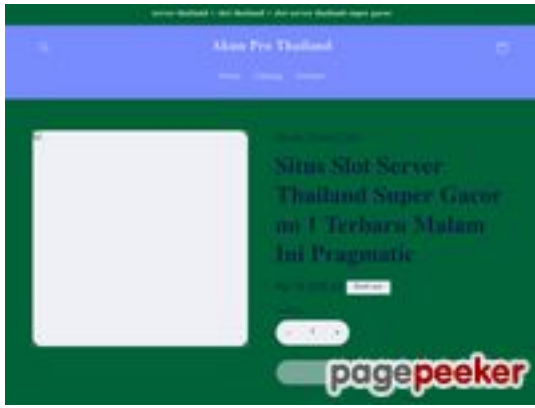 server thailand > slot thailand > slot server thailand super gacor
Akun Pro Thailand
Home Catalog Contact
Situs Slot Server
Thailand Super Gacor
no 1 Terbaru Malam
Ini Pragmatic
Sold out
- 1 +
pagepeeker